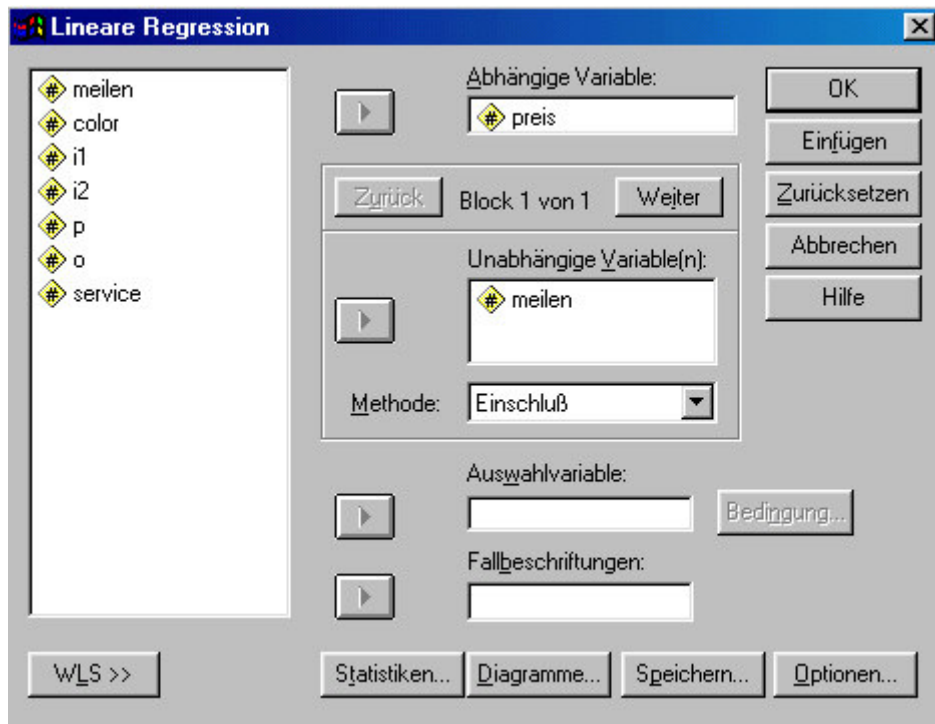 Lineare Regression
meilen
color
i1
i2
p
o
service
Abhängige Variable:
preis
Zurück
Block 1 von 1
Weiter
Unabhängige Variable(n):
meilen
Methode:
Einschluß
Auswahlvariable:
Bedingung...
Fallbeschriftungen:
OK
Einfügen
Zurücksetzen
Abbrechen
Hilfe
WLS >>
Statistiken...
Diagramme...
Speichern...
Optionen...